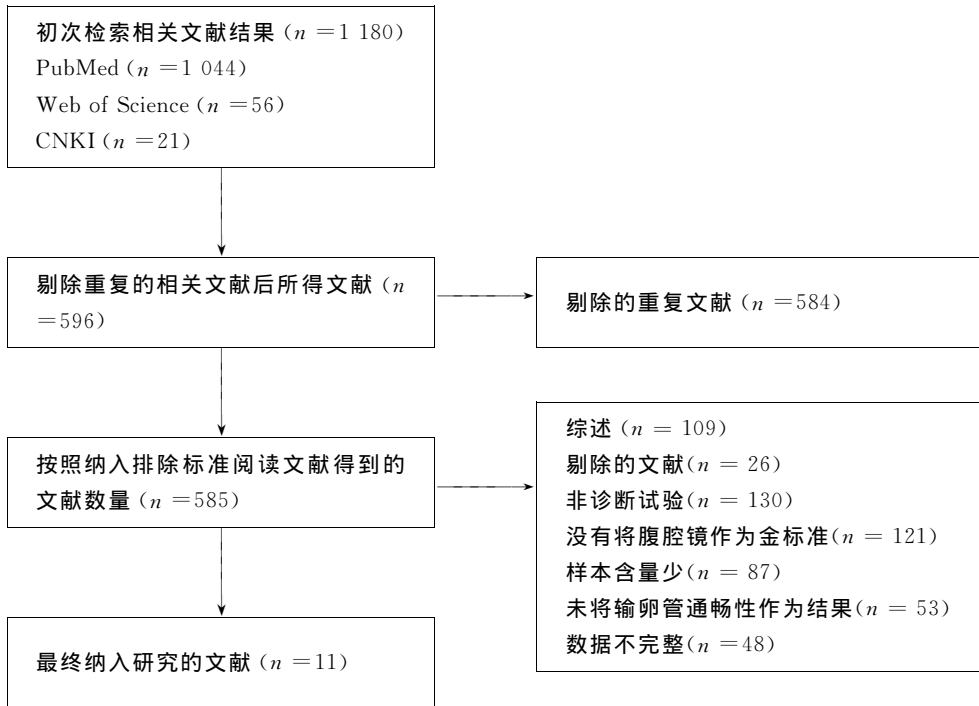 初次检索相关文献结果(n =1 180)
PubMed(n =1 044)
Web of Science(n =56)
CNKI(n =21)
剔除重复的相关文献后所得文献(n
=596)
剔除的重复文献(n =584)
按照纳入排除标准阅读文献得到的
文献数量(n =585)
综述(n = 109)
剔除的文献(n = 26)
非诊断试验(n = 130)
没有将腹腔镜作为金标准(n = 121)
样本含量少(n = 87)
未将输卵管通畅性作为结果(n = 53)
数据不完整(n =48)
最终纳入研究的文献(n =11)